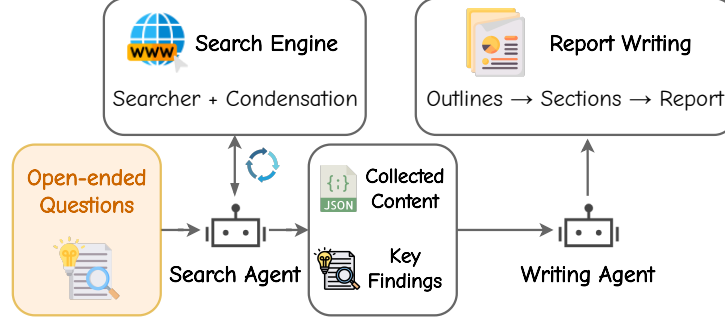 WWW
Search Engine
Searcher + Condensation
Report Writing
Outlines → Sections → Report
Open-ended
Questions
Search Agent
{;}
JSON
Collected
Content
Key
Findings
Writing Agent